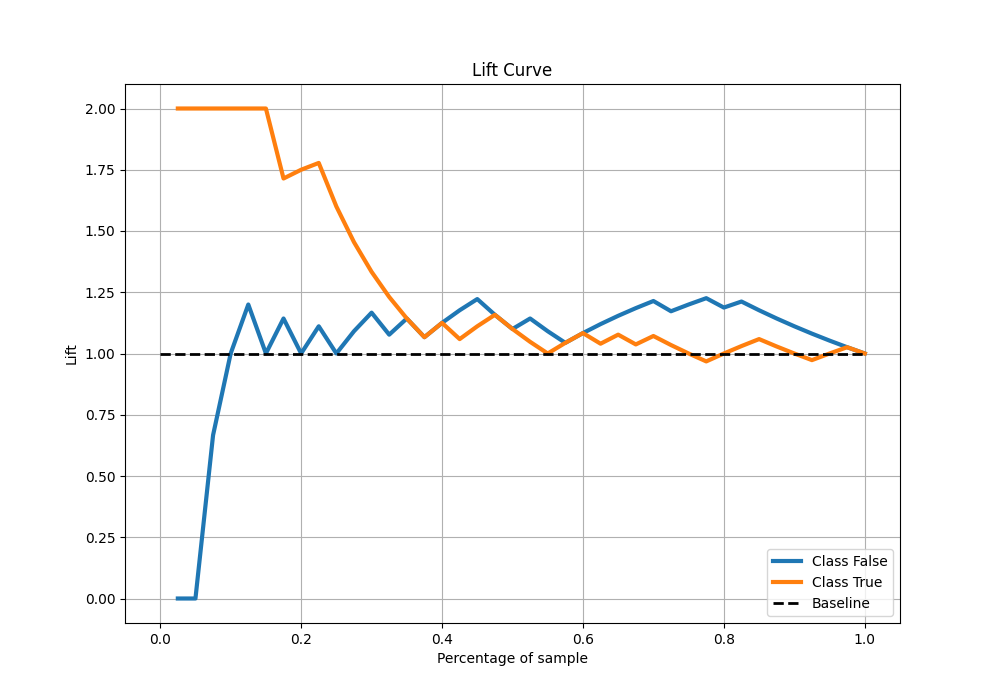 Lift Curve
Lift
2.00
1.75
1.50
1.25
1.00
0.75
0.50
0.25
0.00
0.0 0.2 0.4 0.6 0.8 1.0
Percentage of sample
Class False
Class True
Baseline